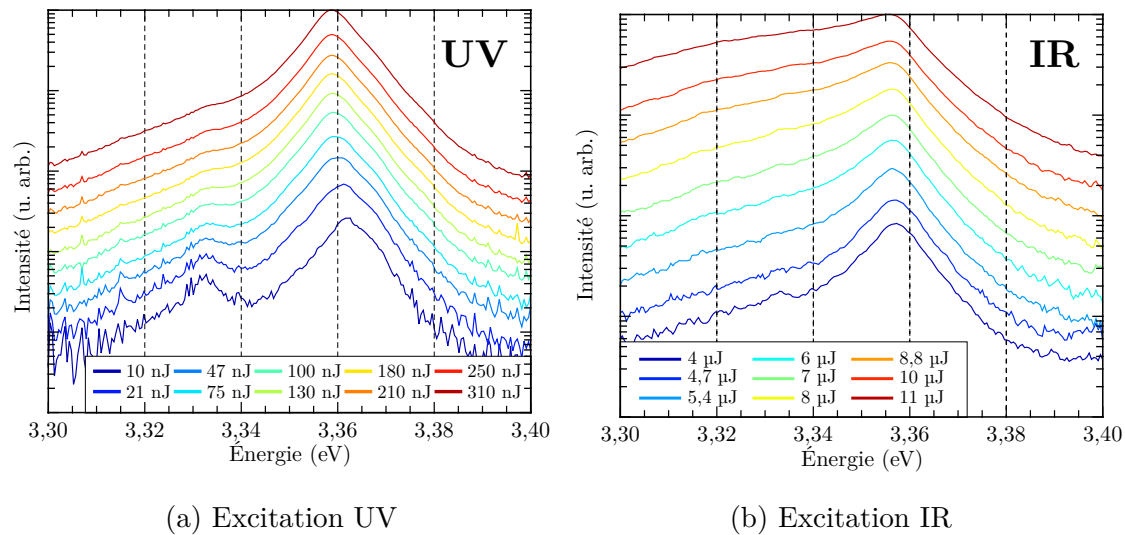 UV
Intensité (u. arb.)
10 nJ 47 nJ 100 nJ 180 nJ 250 nJ
21 nJ 75 nJ 130 nJ 210 nJ 310 nJ
3,30 3,32 3,34 3,36 3,38 3,40
Énergie (eV)
(a) Excitation UV
IR
Intensité (u. arb.)
4 µJ 6 µJ 8,8 µJ
4,7 µJ 7 µJ 10 µJ
5,4 µJ 8 µJ 11 µJ
3,30 3,32 3,34 3,36 3,38 3,40
Énergie (eV)
(b) Excitation IR